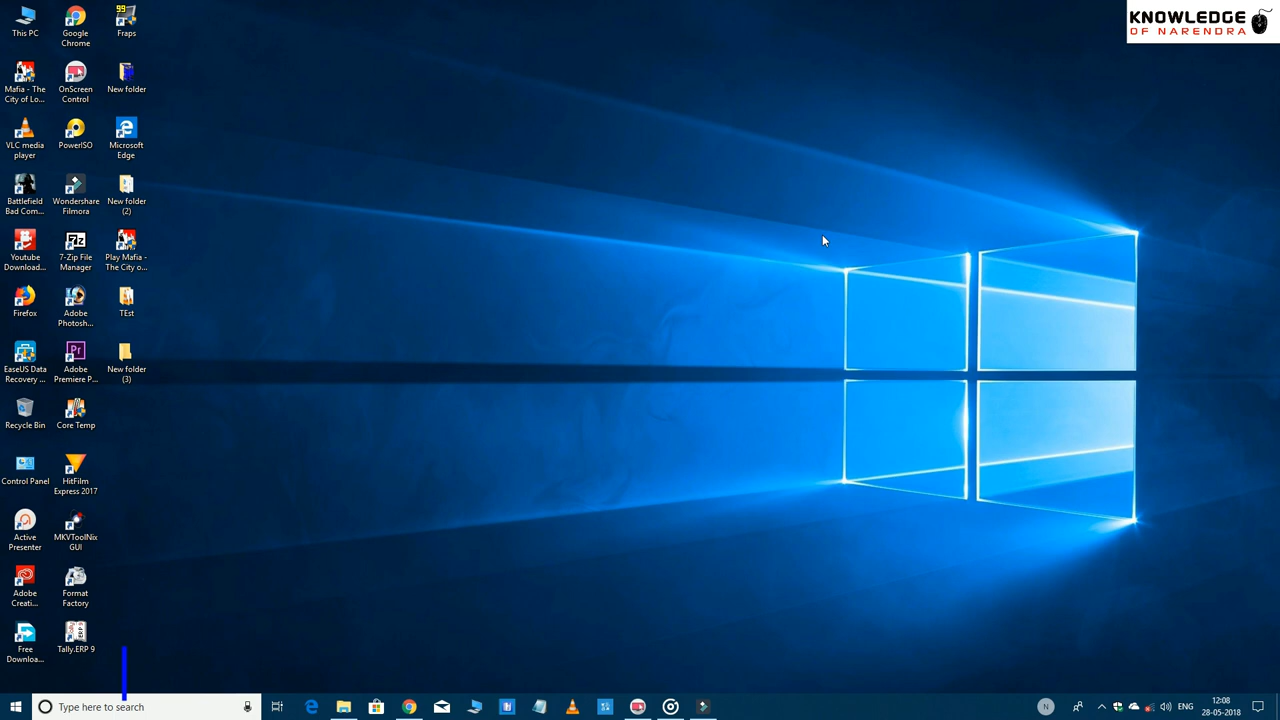 KNOWLEDGE
OF NARENDRA
This PC
Google
Chrome
99
Fraps
Mafia - The
City of Lo...
OnScreen
Control
New folder
VLC media
player
PowerISO
Microsoft
Edge
Battlefield
Bad Com...
Wondershare
Filmora
New folder
(2)
Youtube
Download...
7z
7-Zip File
Manager
Play Mafia -
The City o...
Firefox
Adobe
Photosh...
TEst
EaseUS Data
Recovery ...
Pr
Adobe
Premiere P...
New folder
(3)
Recycle Bin
Core Temp
Control Panel
HitFilm
Express 2017
Active
Presenter
MKVToolNix
GUI
Adobe
Creati...
Format
Factory
Free
Downloa...
Tally.ERP 9
Type here to search
N
ENG
12:08
28-05-2018